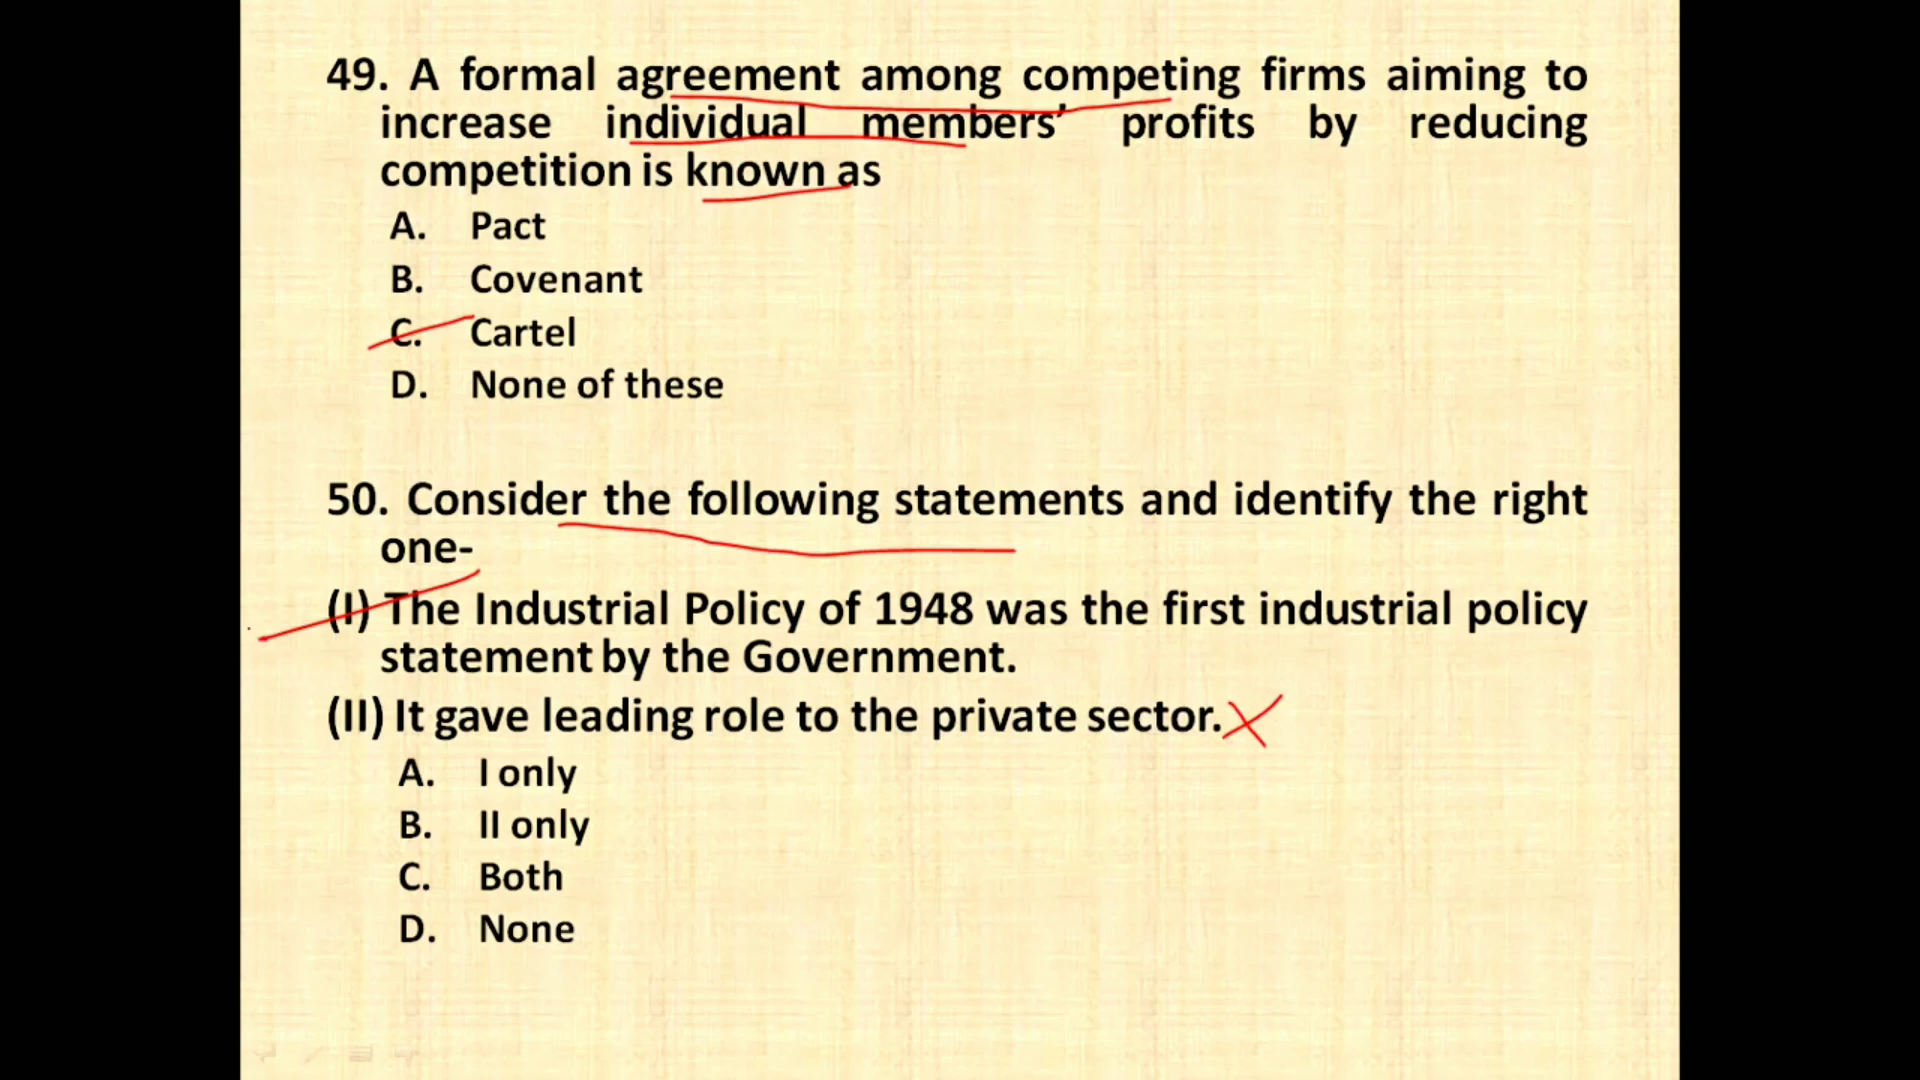 49. A formal agreement among competing firms aiming to
increase individual members' profits by reducing
competition is known as
A. Pact
B. Covenant
C. Cartel
D. None of these
50. Consider the following statements and identify the right
one-
(I) The Industrial Policy of 1948 was the first industrial policy
statement by the Government.
(II) It gave leading role to the private sector.
A. I only
B. II only
C. Both
D. None